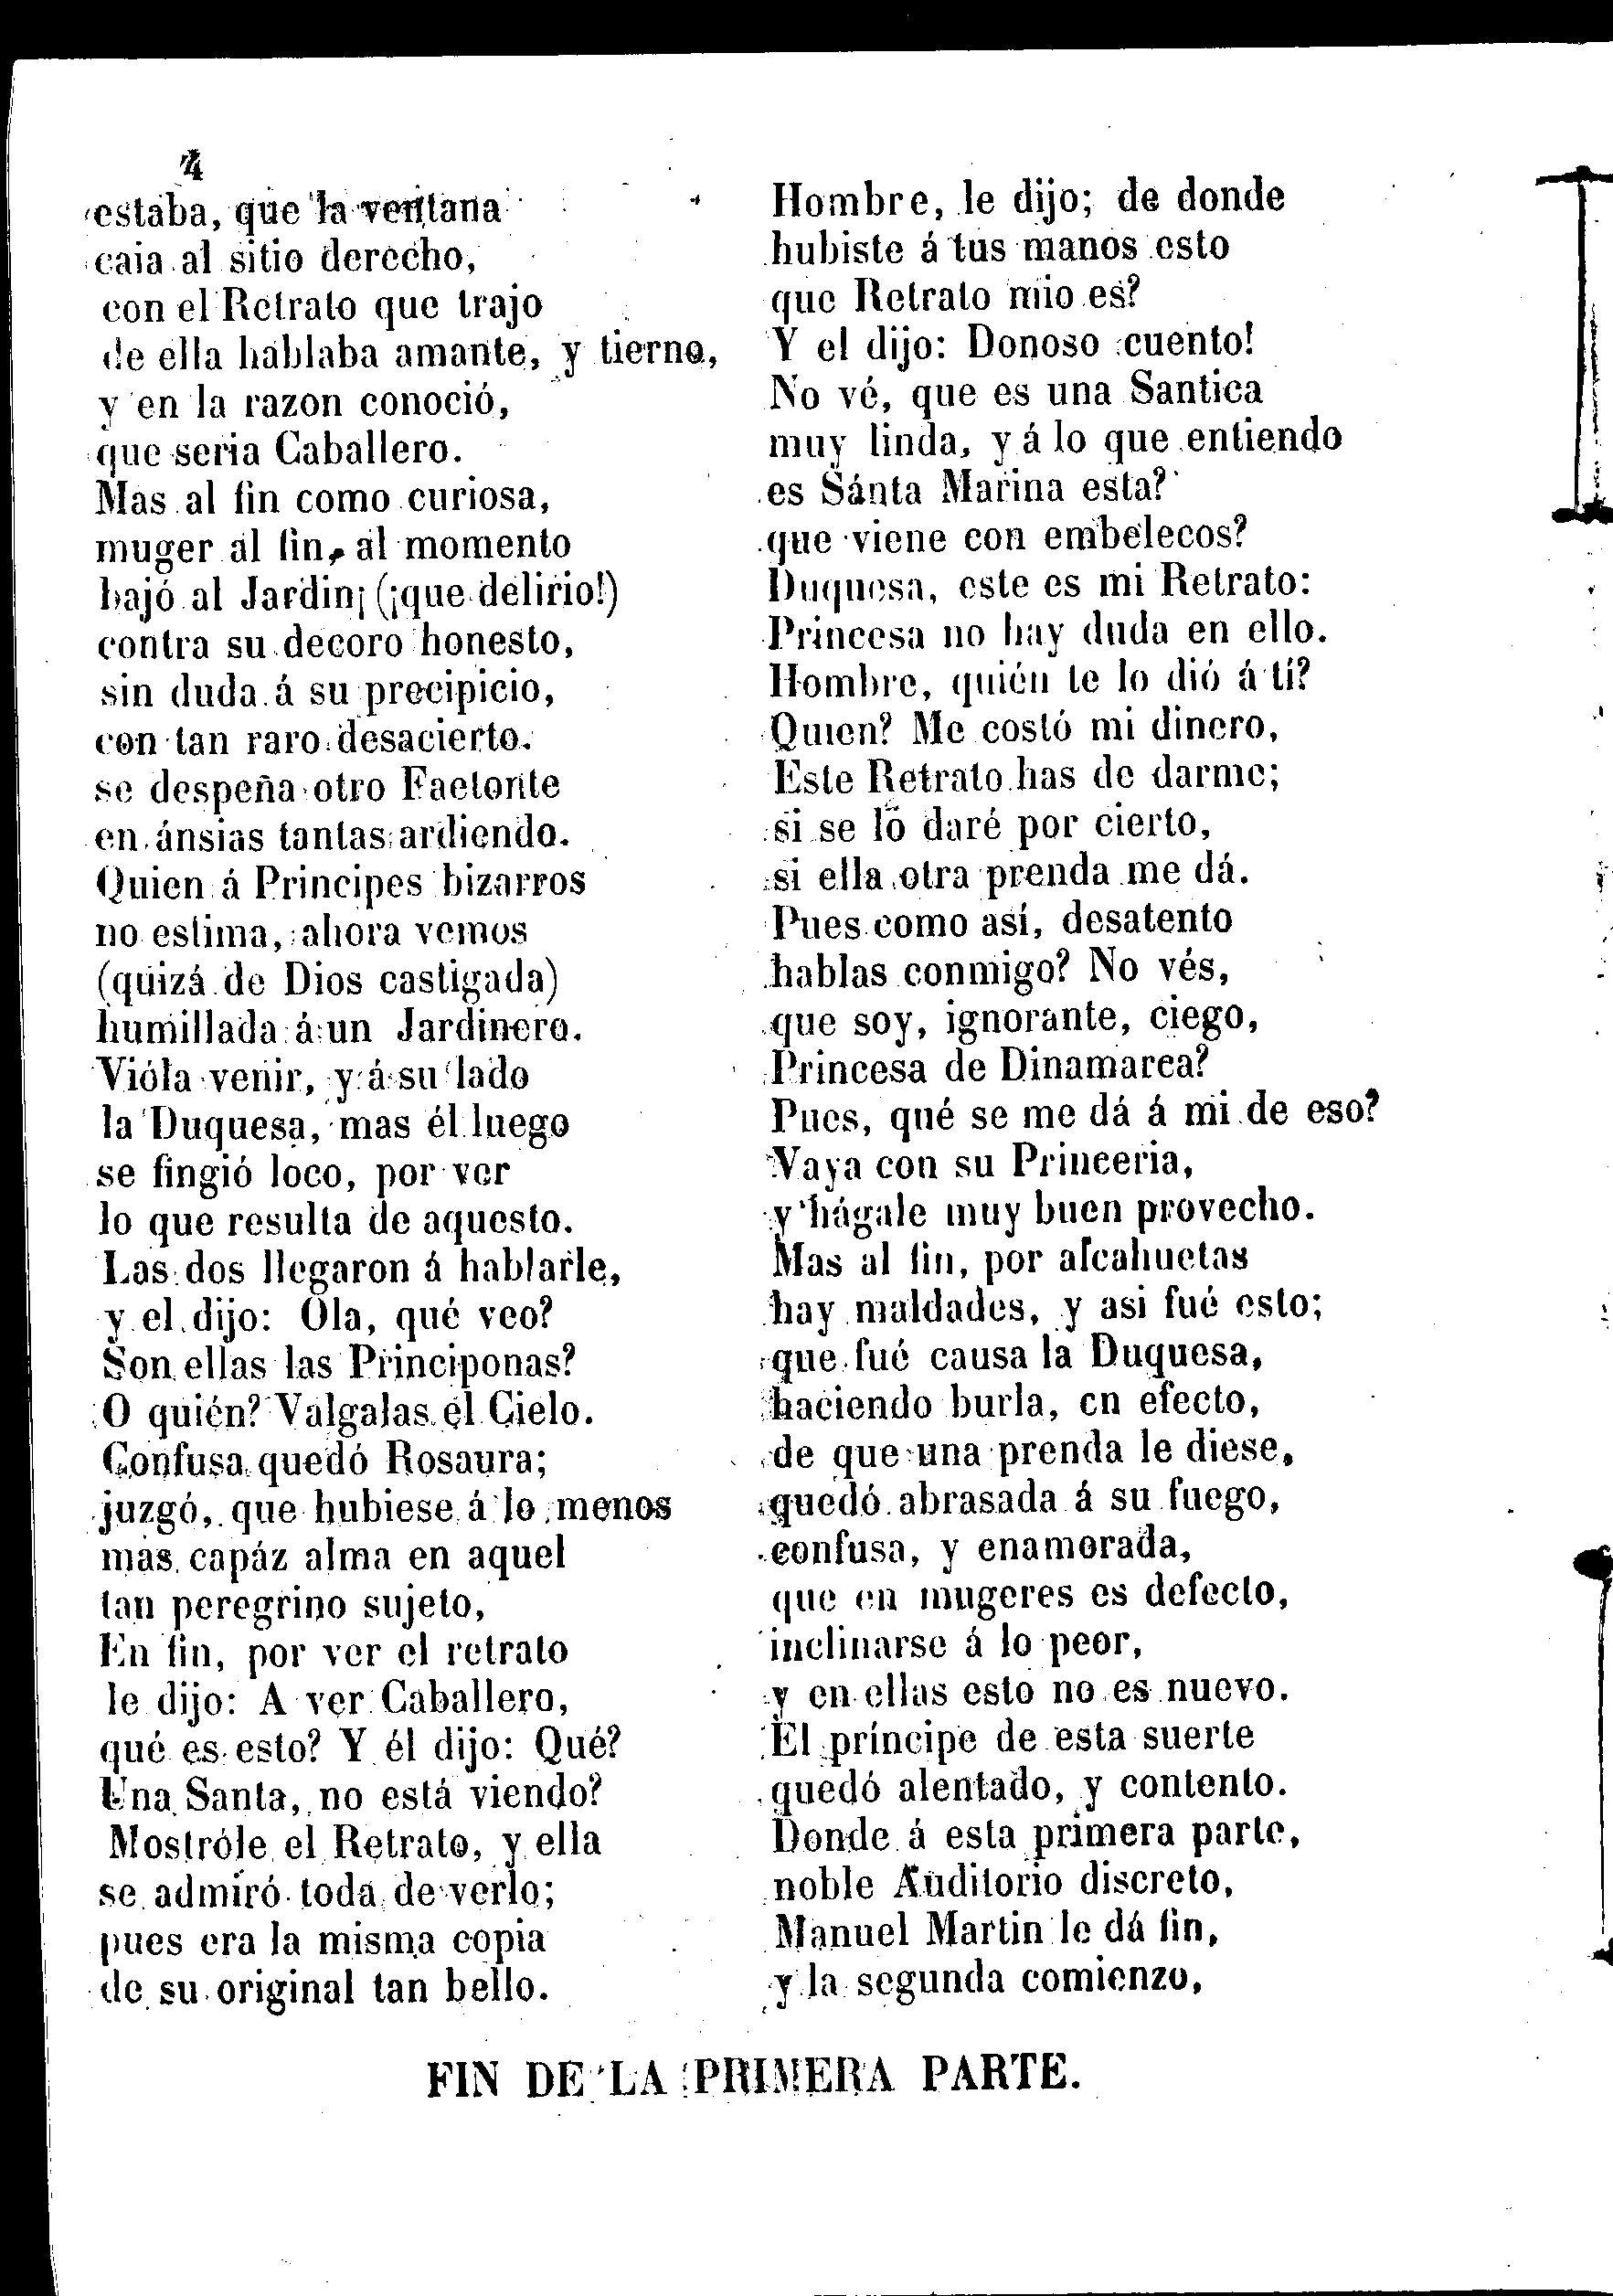 4
estaba, que la ventana
caia al sitio derecho,
con el Retrato que trajo
de ella hablaba amante, y tierno,
y en la razon conoció,
que seria Caballero.
Mas al fin como curiosa,
muger al fin, al momento
bajó al Jardin; (¡que delirio!)
contra su decoro honesto,
sin duda á su precipicio,
con tan raro desacierto.
se despeña otro Faetonte
en ánsias tantas ardiendo.
Quien á Principes bizarros
no estima, ahora vemos
(quizá de Dios castigada)
humillada á un Jardinero.
Vióla venir, y á su lado
la Duquesa, mas él luego
se fingió loco, por ver
lo que resulta de aquesto.
Las dos llegaron á hablarle,
y el dijo: Ola, qué veo?
Son ellas las Principonas?
O quién? Valgalas el Cielo.
Confusa quedó Rosaura;
juzgó, que hubiese á lo menos
mas capáz alma en aquel
tan peregrino sujeto,
En fin, por ver el retrato
le dijo: A ver Caballero,
qué es esto? Y él dijo: Qué?
Una Santa, no está viendo?
Mostróle el Retrato, y ella
se admiró toda de verlo;
pues era la misma copia
de su original tan bello.
Hombre, le dijo; de donde
hubiste á tus manos esto
que Retrato mio es?
Y el dijo: Donoso cuento!
No vé, que es una Santica
muy linda, y á lo que entiendo
es Sánta Marina esta?
que viene con embelecos?
Duquesa, este es mi Retrato:
Princesa no hay duda en ello.
Hombre, quién te lo dió á tí?
Quien? Me costó mi dinero,
Este Retrato has de darme;
si se lo daré por cierto,
si ella otra prenda me dá.
Pues como así, desatento
hablas conmigo? No vés,
que soy, ignorante, ciego,
Princesa de Dinamarca?
Pues, qué se me dá á mi de eso?
Vaya con su Princeria,
y hágale muy buen provecho.
Mas al fin, por alcahuetas
hay maldades, y asi fué esto;
que fué causa la Duquesa,
haciendo burla, en efecto,
de que una prenda le diese,
quedó abrasada á su fuego,
confusa, y enamorada,
que en mugeres es defecto,
inclinarse á lo peor,
y en ellas esto no es nuevo.
El príncipe de esta suerte
quedó alentado, y contento.
Donde á esta primera parte,
noble Auditorio discreto,
Manuel Martin le dá fin,
y la segunda comienzo,
FIN DE LA PRIMERA PARTE.